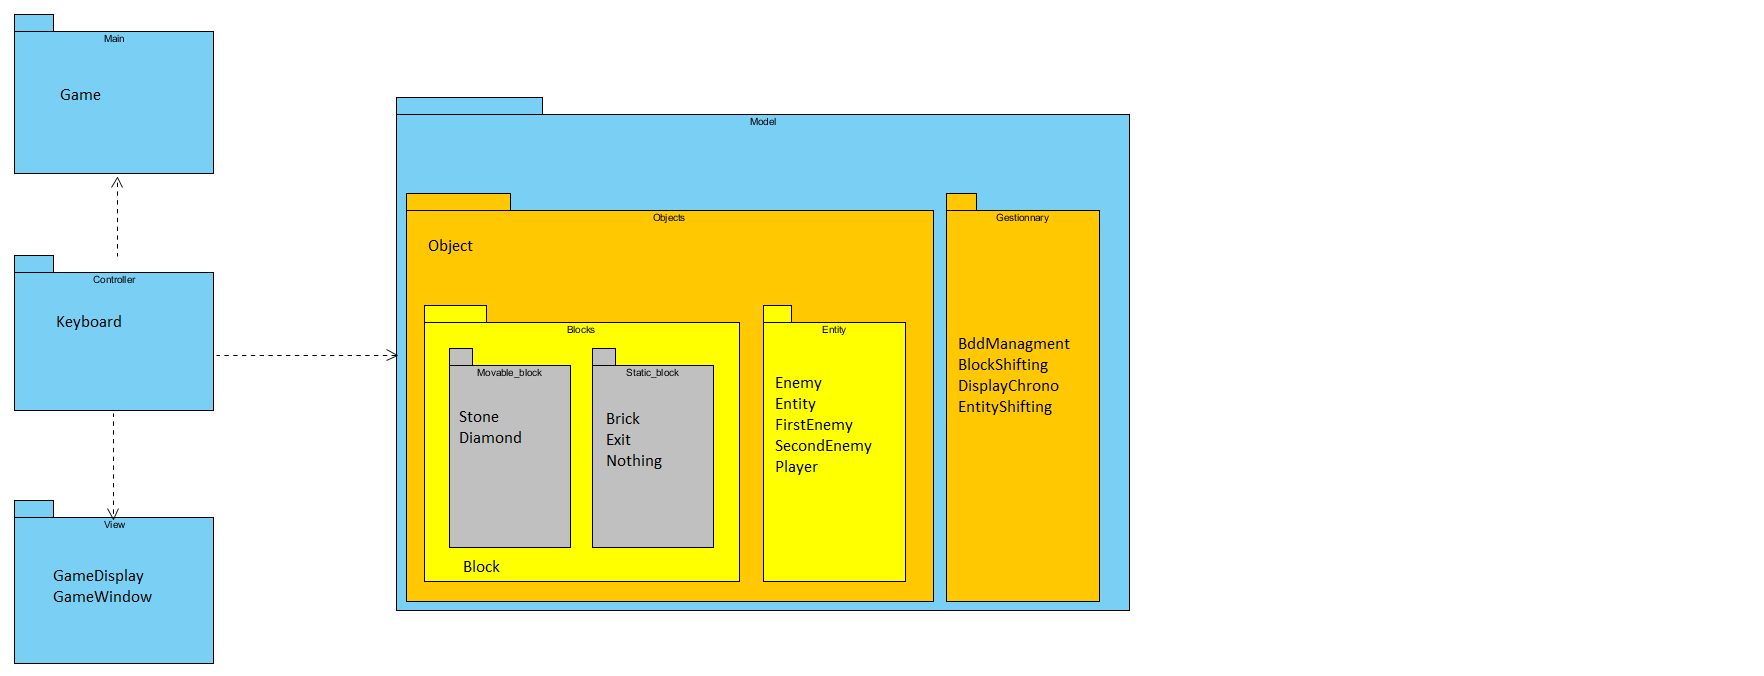 Main
Game
Controller
Keyboard
View
GameDisplay
GameWindow
Model
Objects
Object
Blocks
Movable_block
Stone
Diamond
Static_block
Brick
Exit
Nothing
Block
Entity
Enemy
Entity
FirstEnemy
SecondEnemy
Player
Gestionnary
BddManagment
BlockShifting
DisplayChrono
EntityShifting